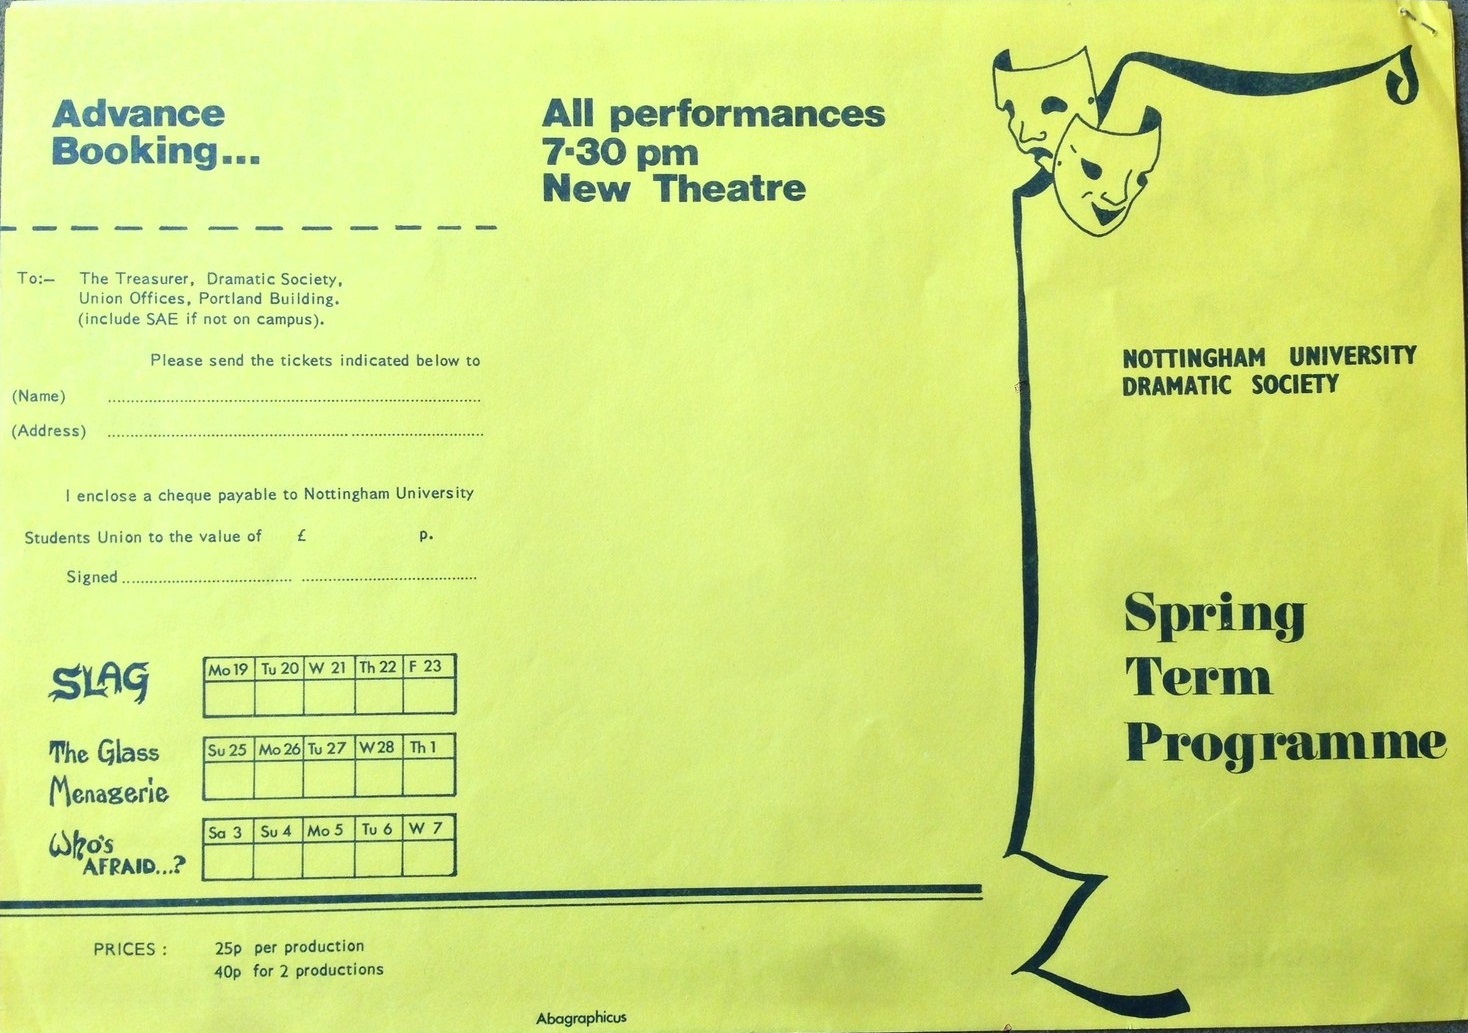 Advance
Booking...
To:– The Treasurer, Dramatic Society,
Union Offices, Portland Building.
(include SAE if not on campus).
Please send the tickets indicated below to
(Name) ........................................
(Address) ........................................
I enclose a cheque payable to Nottingham University
Students Union to the value of £ p.
Signed ........................................
SLAG
Mo 19 Tu 20 W 21 Th 22 F 23
The Glass
Menagerie
Su 25 Mo 26 Tu 27 W 28 Th 1
Who's
AFRAID...?
Sa 3 Su 4 Mo 5 Tu 6 W 7
PRICES : 25p per production
40p for 2 productions
All performances
7·30 pm
New Theatre
Abagraphicus
NOTTINGHAM UNIVERSITY
DRAMATIC SOCIETY
Spring
Term
Programme